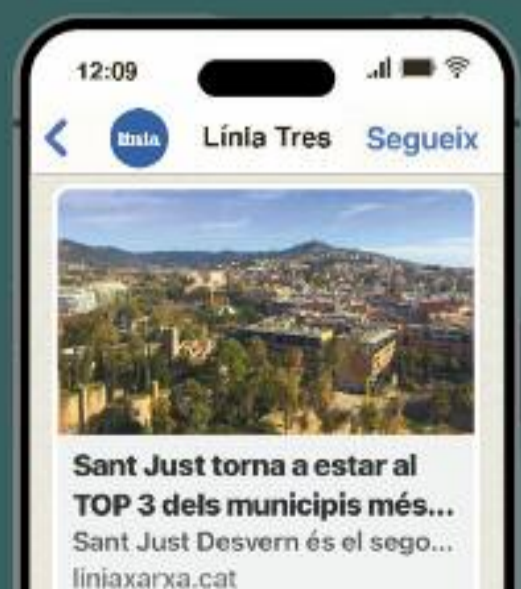 12:09
línia
Línia Tres
Segueix
Sant Just torna a estar al
TOP 3 dels municipis més...
Sant Just Desvern és el sego...
liniaxarxa.cat